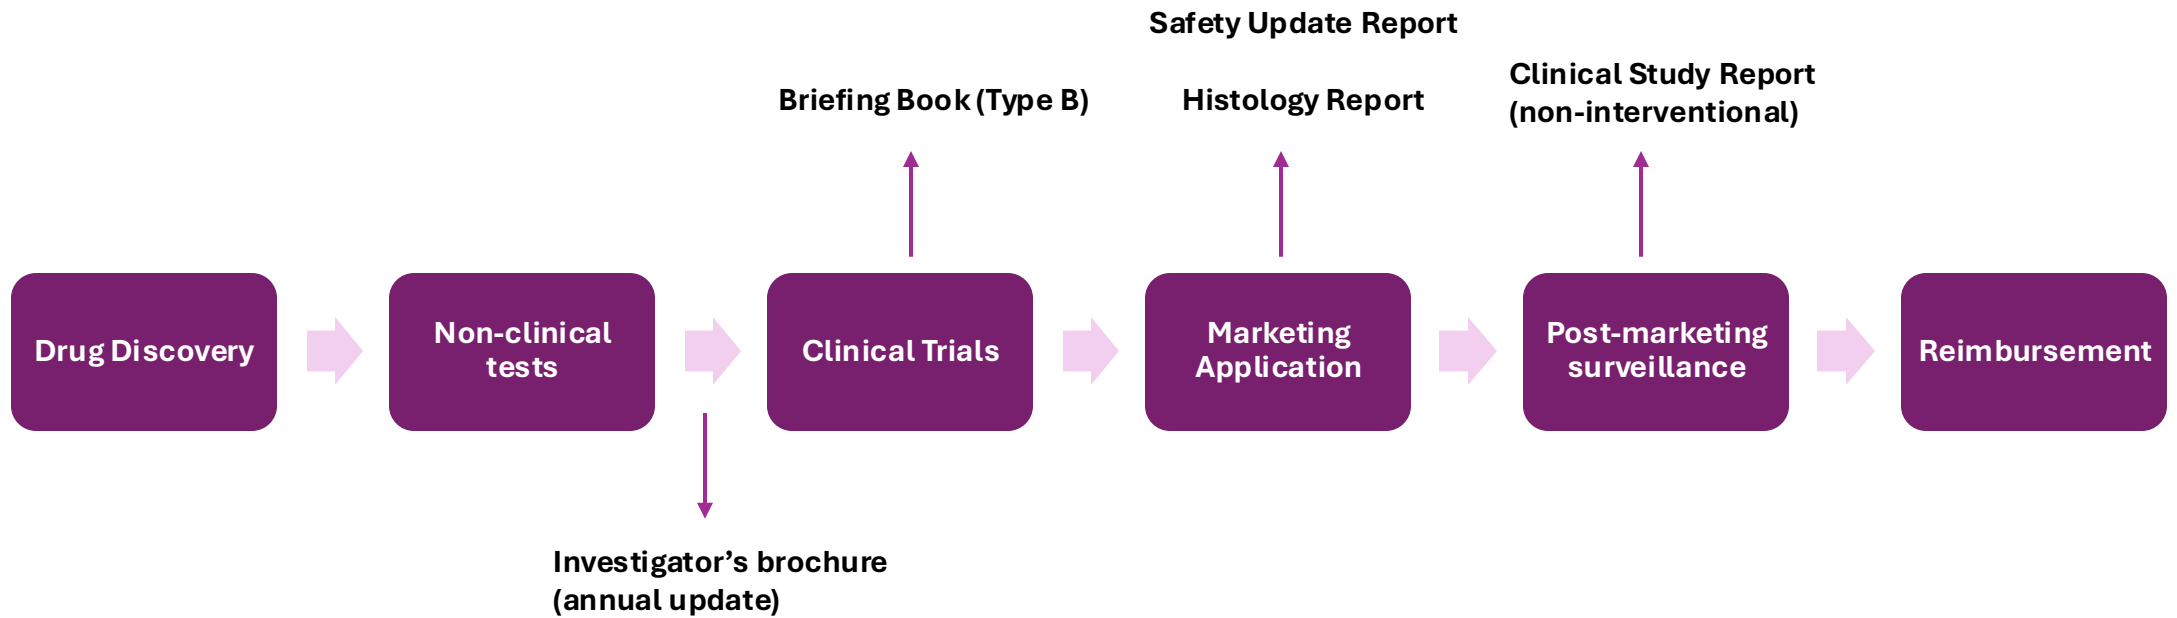 Safety Update Report
Briefing Book (Type B)
Histology Report
Clinical Study Report
(non-interventional)
Drug Discovery
Non-clinical
tests
Clinical Trials
Marketing
Application
Post-marketing
surveillance
Reimbursement
Investigator’s brochure
(annual update)